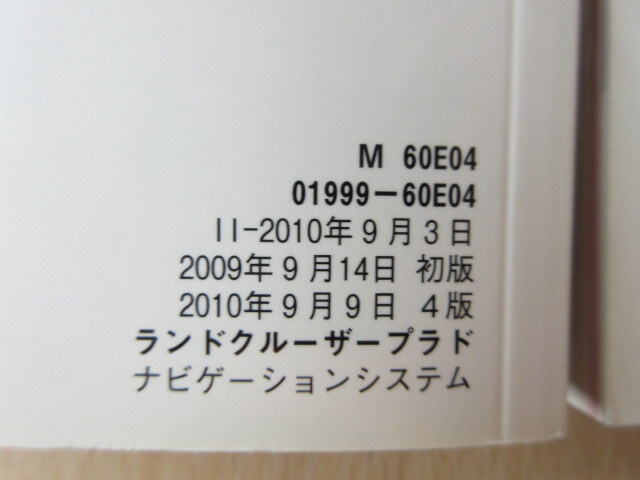 M 60E04
01999-60E04
II-2010年9月3日
2009年9月14日 初版
2010年9月9日 4版
ランドクルーザープラド
ナビゲーションシステム